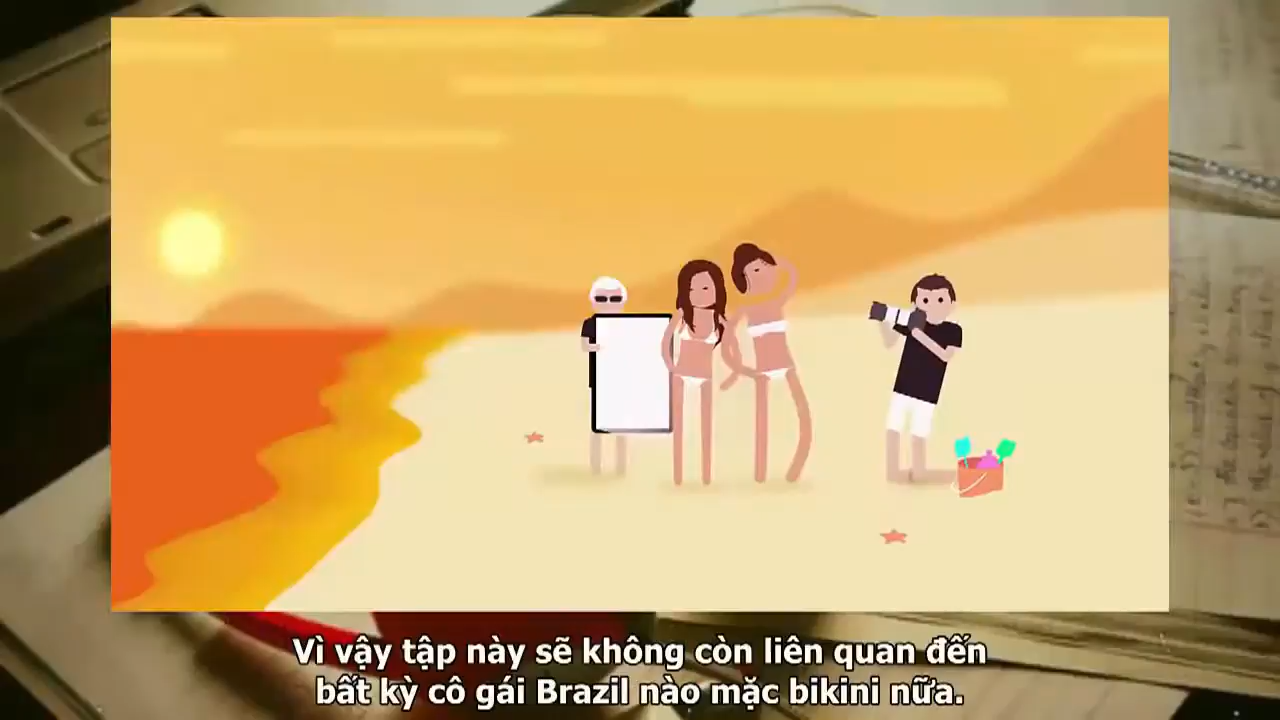 Vì vậy tập này sẽ không còn liên quan đến
bất kỳ cô gái Brazil nào mặc bikini nữa.